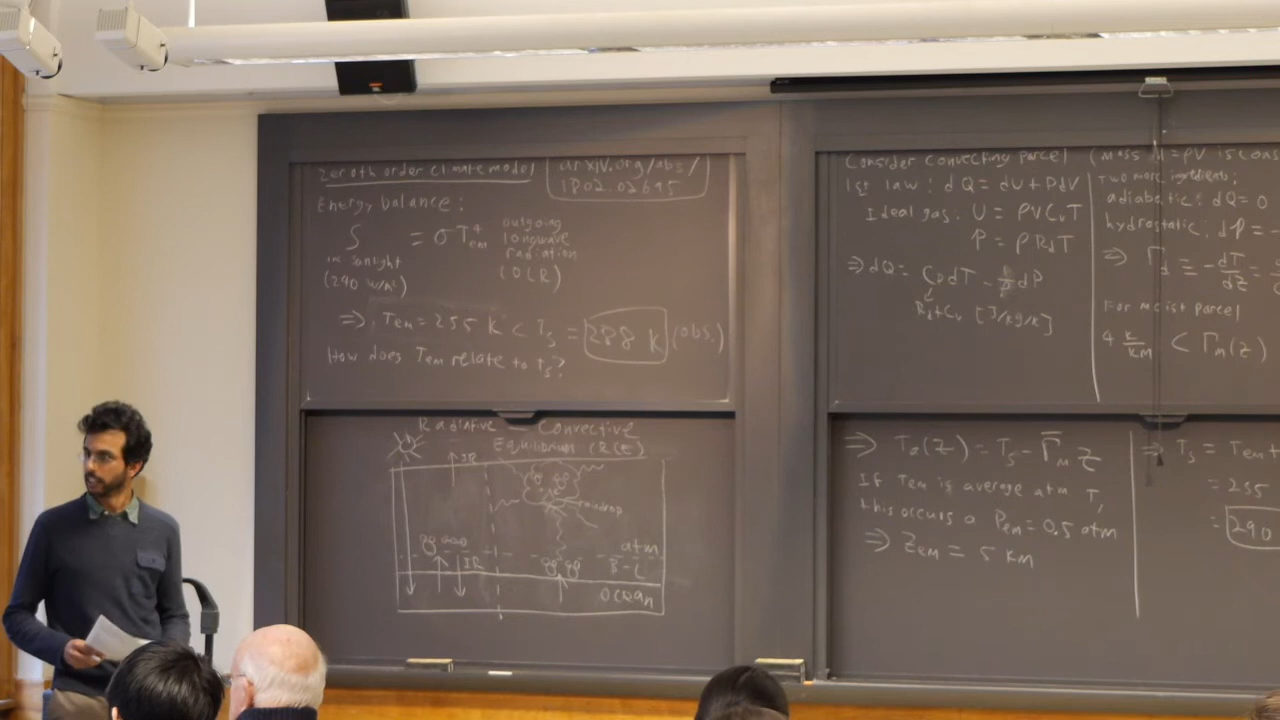 Zeroth order climate model
arxiv.org/abs/
1802.02695
Energy balance:
S = σT⁴em
outgoing
longwave
radiation
(OLR)
inc sunlight
(240 W/m²)
⇒ Tem = 255 K < Ts = 288 K (obs.)
How does Tem relate to Ts?
Radiative - Convective
Equilibrium (RCE)
↑IR
raindrop
atm
IR
B-L
ocean
Consider convecting parcel (mass M = ρV is cons
1st law: dQ = dU + PdV
Ideal gas: U = ρVCvT
P = ρRdT
⇒ dQ = CpdT - 1/ρ dP
Rd+Cv [J/kg/K]
Two more ingredients:
adiabatic: dQ = 0
hydrostatic: dP = -
⇒ Γd ≡ -dT/dz =
For moist parcel
4 K/km < Γm(z)
⇒ Ta(z) = Ts - Γ̄m z
If Tem is average atm T,
this occurs a Pem = 0.5 atm
⇒ Zem = 5 km
⇒ Ts = Tem +
= 255
= 290